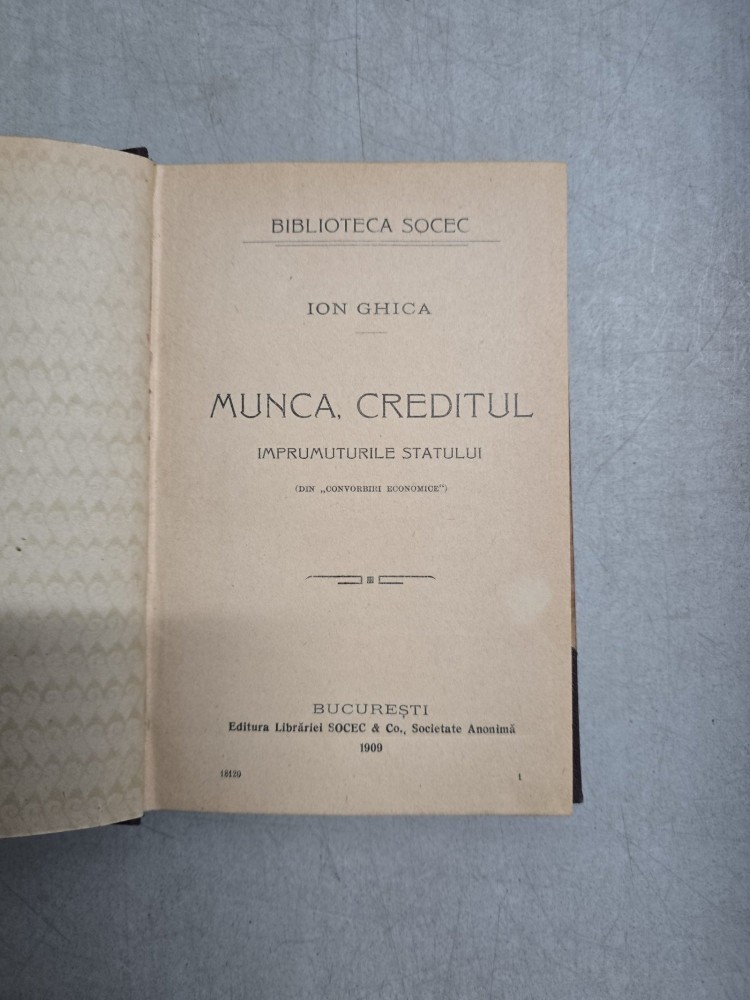 BIBLIOTECA SOCEC
ION GHICA
MUNCA, CREDITUL
IMPRUMUTURILE STATULUI
(DIN „CONVORBIRI ECONOMICE")
BUCUREȘTI
Editura Librăriei SOCEC & Co., Societate Anonimă
1909
18120 1